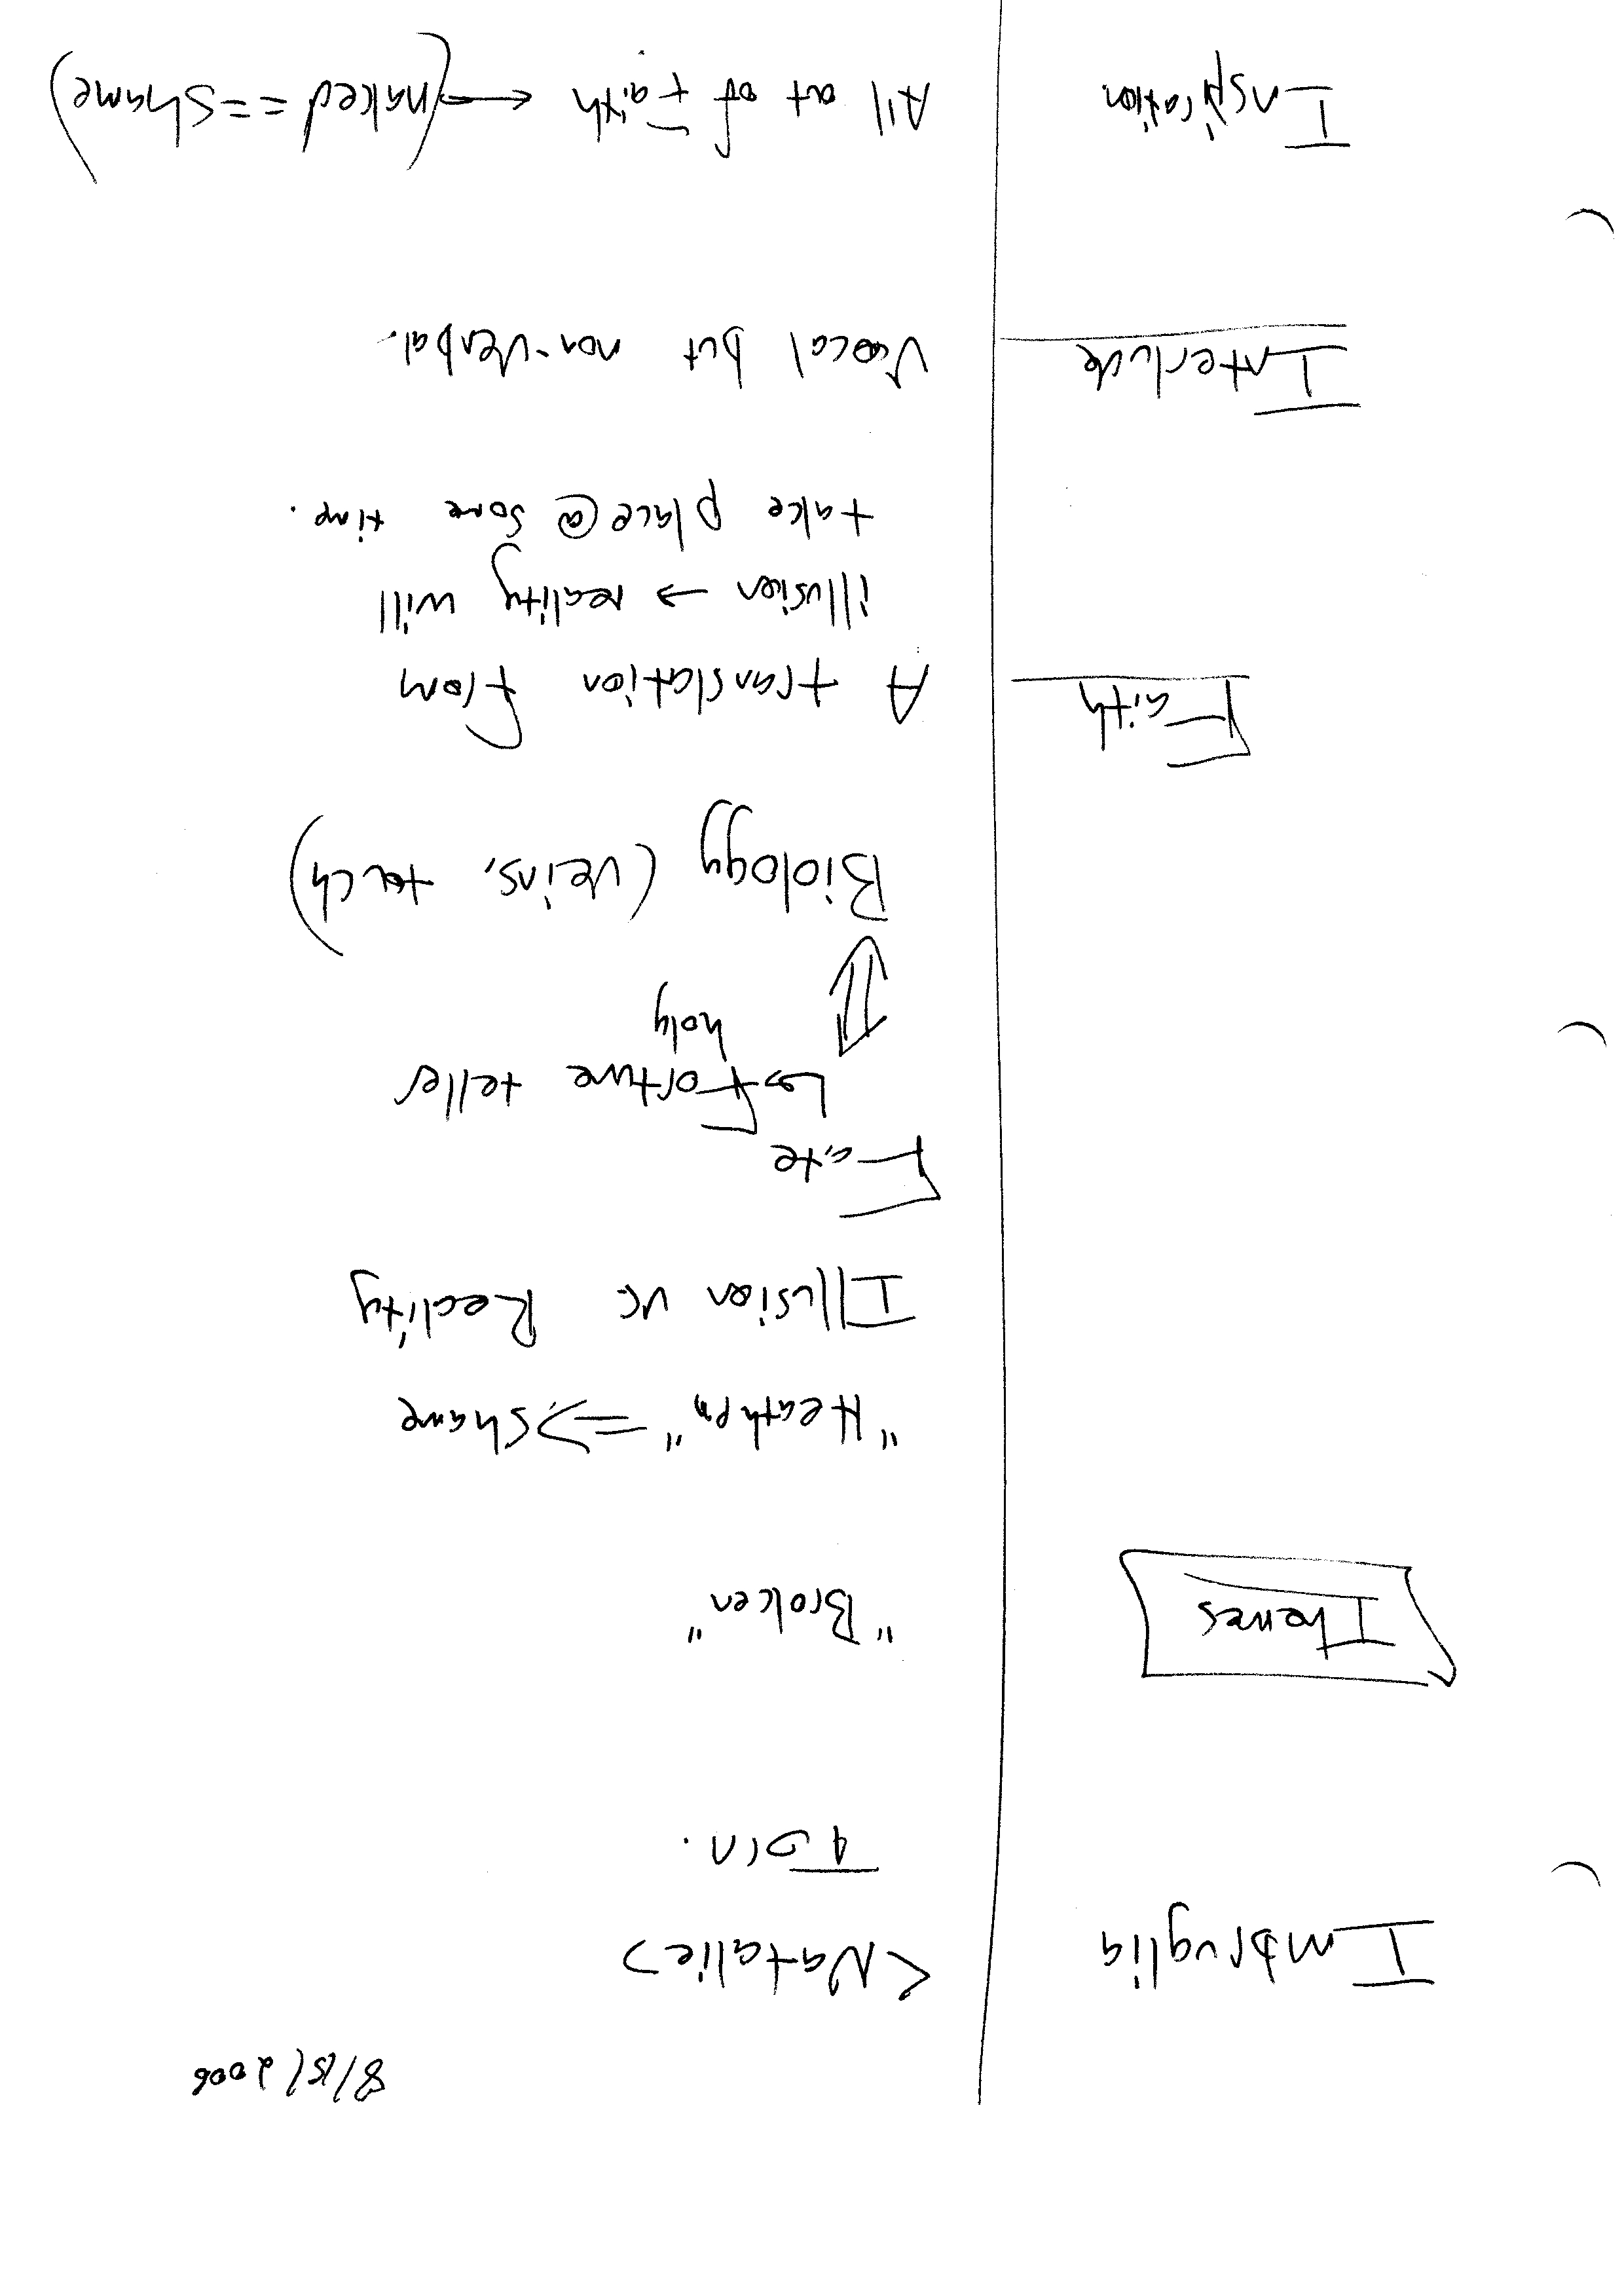 8/15/2006
Imbruglia <Natalie>
Torn.
Themes "Broken"
"Heathen" => shame
Illusion vs Reality
Fate
↳ Fortune teller
holy
Biology (veins, touch)
Faith A translation from
illusion → reality will
take place @ some time.
Interlude Vocal but non-verbal.
Inspiration All out of Faith ← (naked == shame)